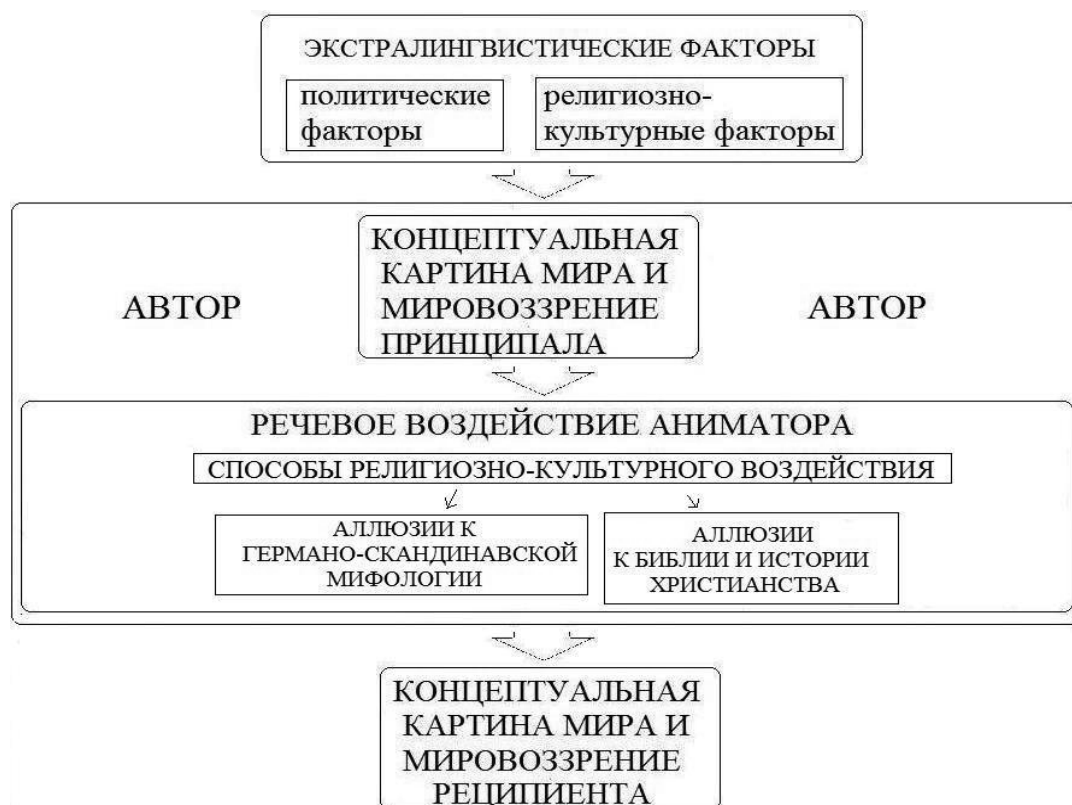 ЭКСТРАЛИНГВИСТИЧЕСКИЕ ФАКТОРЫ
политические
факторы
религиозно-
культурные факторы
КОНЦЕПТУАЛЬНАЯ
КАРТИНА МИРА И
МИРОВОЗЗРЕНИЕ
ПРИНЦИПАЛА
АВТОР
АВТОР
РЕЧЕВОЕ ВОЗДЕЙСТВИЕ АНИМАТОРА
СПОСОБЫ РЕЛИГИОЗНО-КУЛЬТУРНОГО ВОЗДЕЙСТВИЯ
АЛЛЮЗИИ К
ГЕРМАНО-СКАНДИНАВСКОЙ
МИФОЛОГИИ
АЛЛЮЗИИ
К БИБЛИИ И ИСТОРИИ
ХРИСТИАНСТВА
КОНЦЕПТУАЛЬНАЯ
КАРТИНА МИРА И
МИРОВОЗЗРЕНИЕ
РЕЦИПИЕНТА